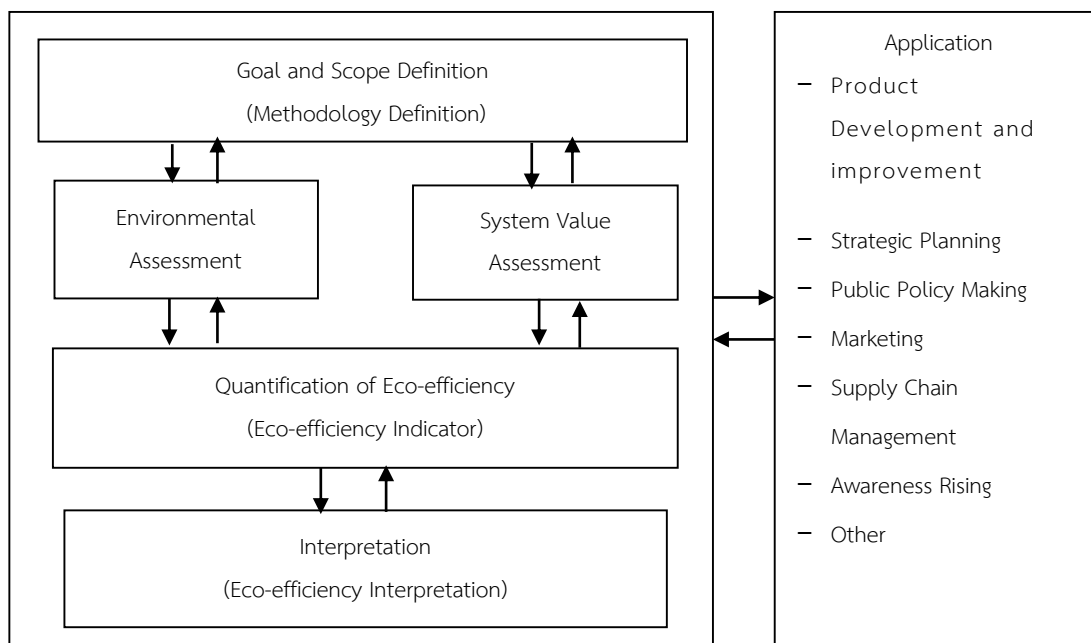 Goal and Scope Definition
(Methodology Definition)
Environmental
Assessment
System Value
Assessment
Quantification of Eco-efficiency
(Eco-efficiency Indicator)
Interpretation
(Eco-efficiency Interpretation)
Application
– Product
Development and
improvement
– Strategic Planning
– Public Policy Making
– Marketing
– Supply Chain
Management
– Awareness Rising
– Other